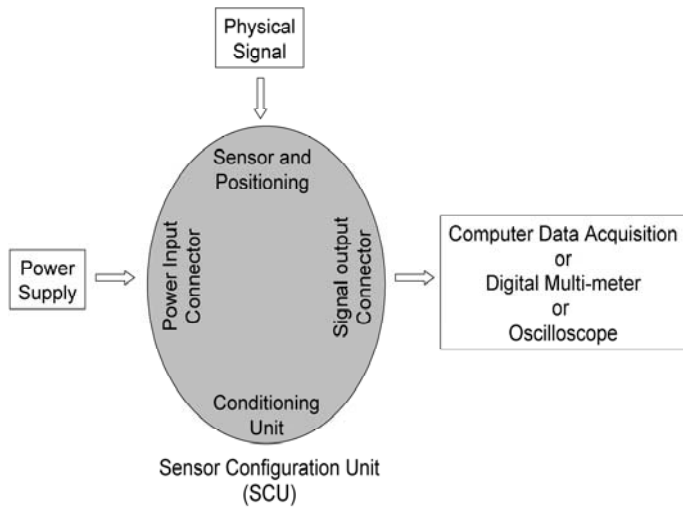 Physical
Signal
Sensor and
Positioning
Power Supply
Power Input
Connector
Signal output
Connector
Computer Data Acquisition
or
Digital Multi-meter
or
Oscilloscope
Conditioning
Unit
Sensor Configuration Unit
(SCU)